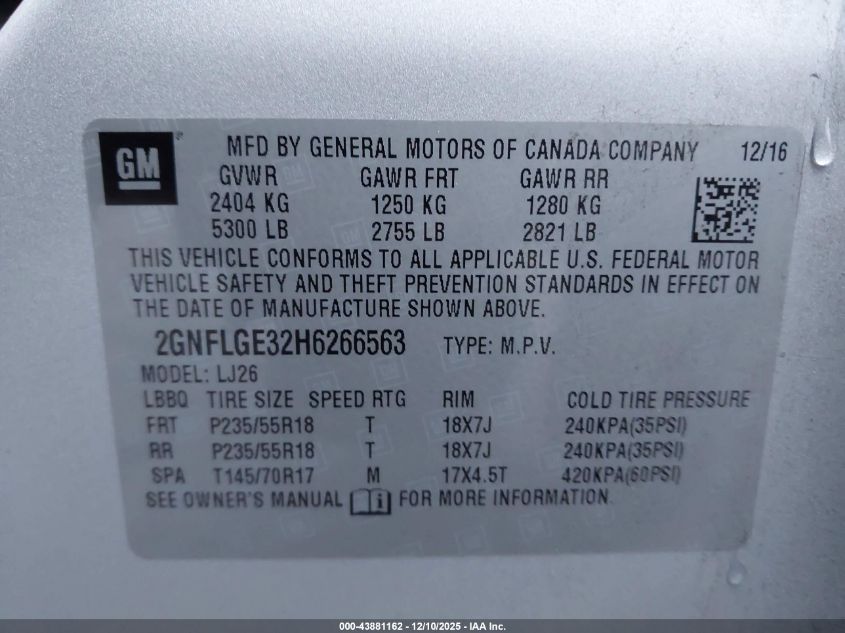 GM
MFD BY GENERAL MOTORS OF CANADA COMPANY 12/16
GVWR GAWR FRT GAWR RR
2404 KG 1250 KG 1280 KG
5300 LB 2755 LB 2821 LB
THIS VEHICLE CONFORMS TO ALL APPLICABLE U.S. FEDERAL MOTOR
VEHICLE SAFETY AND THEFT PREVENTION STANDARDS IN EFFECT ON
THE DATE OF MANUFACTURE SHOWN ABOVE.
2GNFLGE32H6266563 TYPE: M.P.V.
MODEL: LJ26
LBBQ TIRE SIZE SPEED RTG RIM COLD TIRE PRESSURE
FRT P235/55R18 T 18X7J 240KPA(35PSI)
RR P235/55R18 T 18X7J 240KPA(35PSI)
SPA T145/70R17 M 17X4.5T 420KPA(60PSI)
SEE OWNER'S MANUAL i FOR MORE INFORMATION.
000-43881162 - 12/10/2025 - IAA Inc.